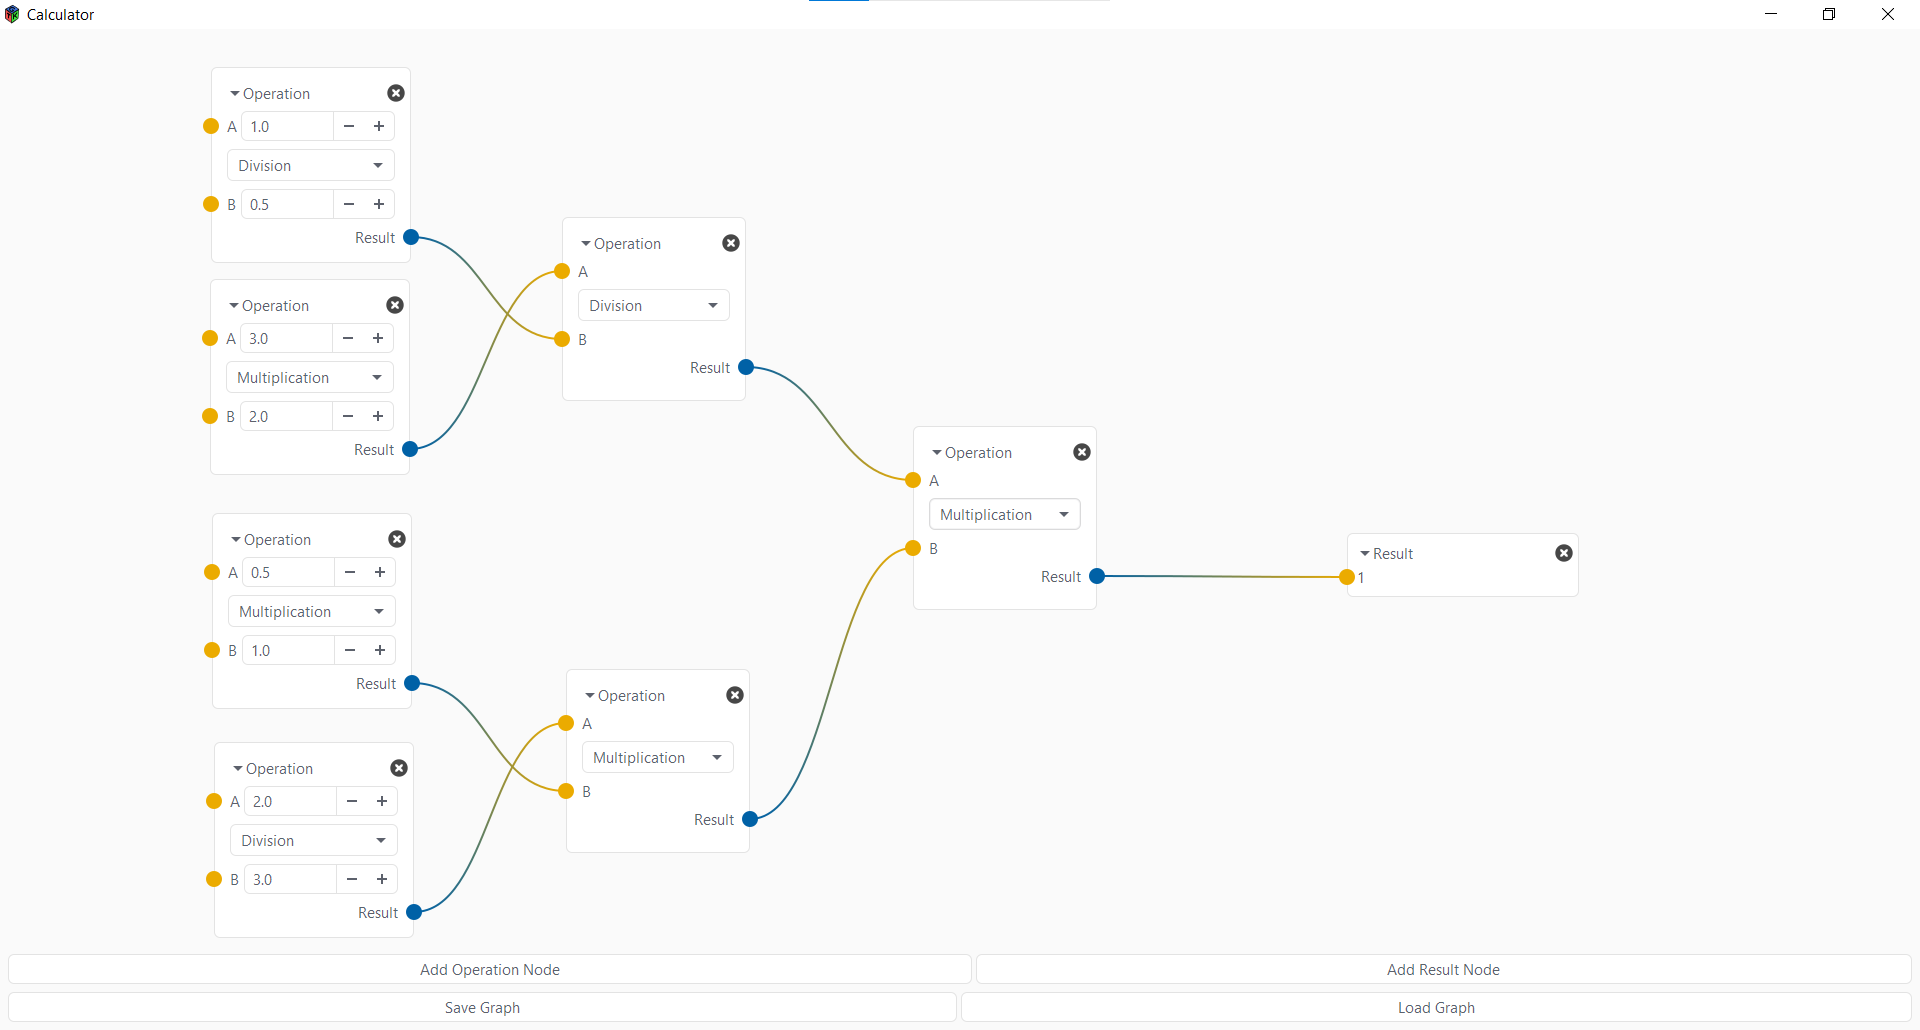 Calculator
Operation
A 1.0
Division
B 0.5
Result
Operation
A 3.0
Multiplication
B 2.0
Result
Operation
A 0.5
Multiplication
B 1.0
Result
Operation
A 2.0
Division
B 3.0
Result
Operation
A
Division
B
Result
Operation
A
Multiplication
B
Result
Operation
A
Multiplication
B
Result
Result
1
Add Operation Node
Add Result Node
Save Graph
Load Graph